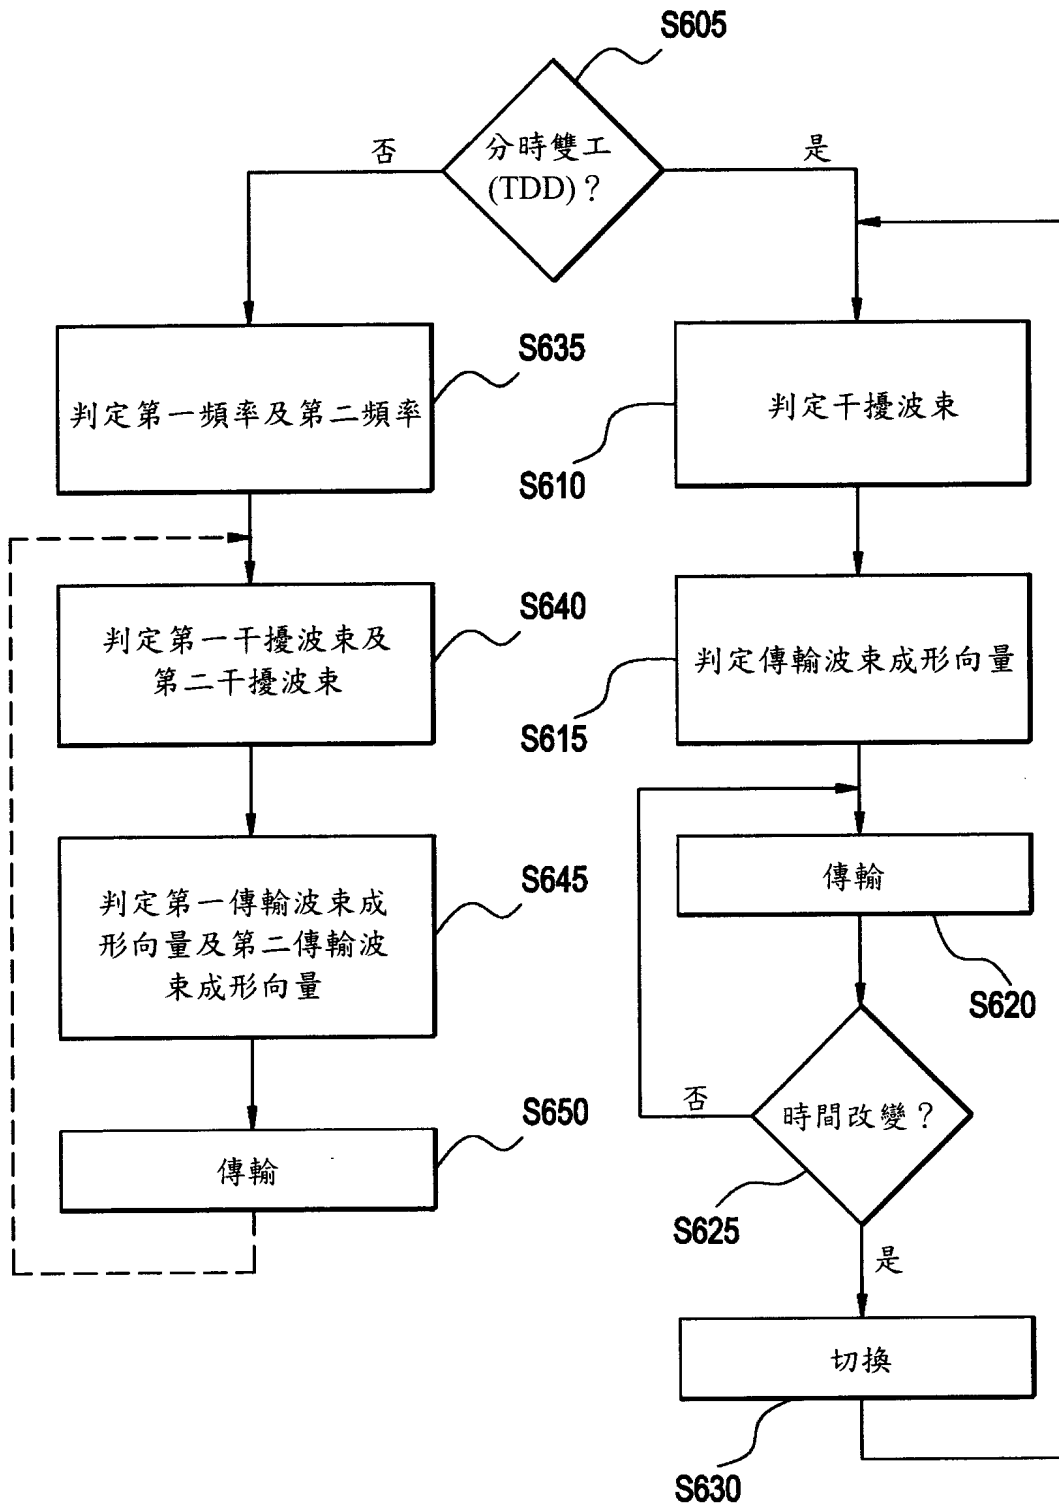 S605
分時雙工
(TDD)？
否
是
S635
判定第一頻率及第二頻率
判定干擾波束
S610
S640
判定第一干擾波束及
第二干擾波束
判定傳輸波束成形向量
S615
S645
判定第一傳輸波束成
形向量及第二傳輸波
束成形向量
傳輸
S620
S650
傳輸
否
時間改變？
S625
是
切換
S630